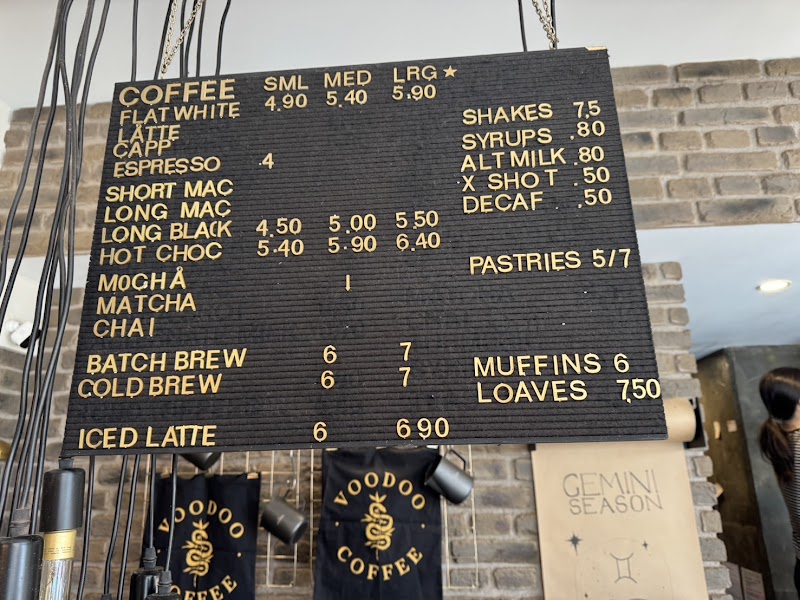 COFFEE SML MED LRG★
FLAT WHITE 4.90 5.40 5.90
LATTE
CAPP
ESPRESSO .4
SHORT MAC
LONG MAC
LONG BLACK 4.50 5.00 5.50
HOT CHOC 5.40 5.90 6.40
MOCHA I
MATCHA
CHAI
BATCH BREW 6 7
COLD BREW 6 7
ICED LATTE 6 6.90
SHAKES 7.5
SYRUPS .80
ALT MILK .80
X SHOT .50
DECAF .50
PASTRIES 5/7
MUFFINS 6
LOAVES 7.50
VOODOO
COFFEE
VOODOO
COFFEE
GEMINI
SEASON